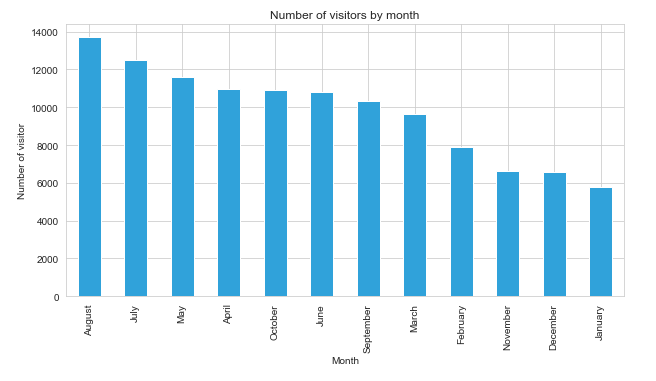 Number of visitors by month
Number of visitor
14000
12000
10000
8000
6000
4000
2000
0
August
July
May
April
October
June
September
March
February
November
December
January
Month